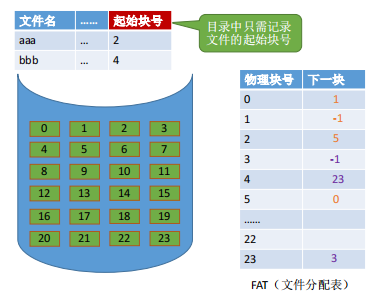 文件名 …… 起始块号
aaa … 2
bbb … 4
目录中只需记录
文件的起始块号
0 1 2 3
4 5 6 7
8 9 10 11
12 13 14 15
16 17 18 19
20 21 22 23
物理块号 下一块
0 1
1 -1
2 5
3 -1
4 23
5 0
……
22
23 3
FAT（文件分配表）